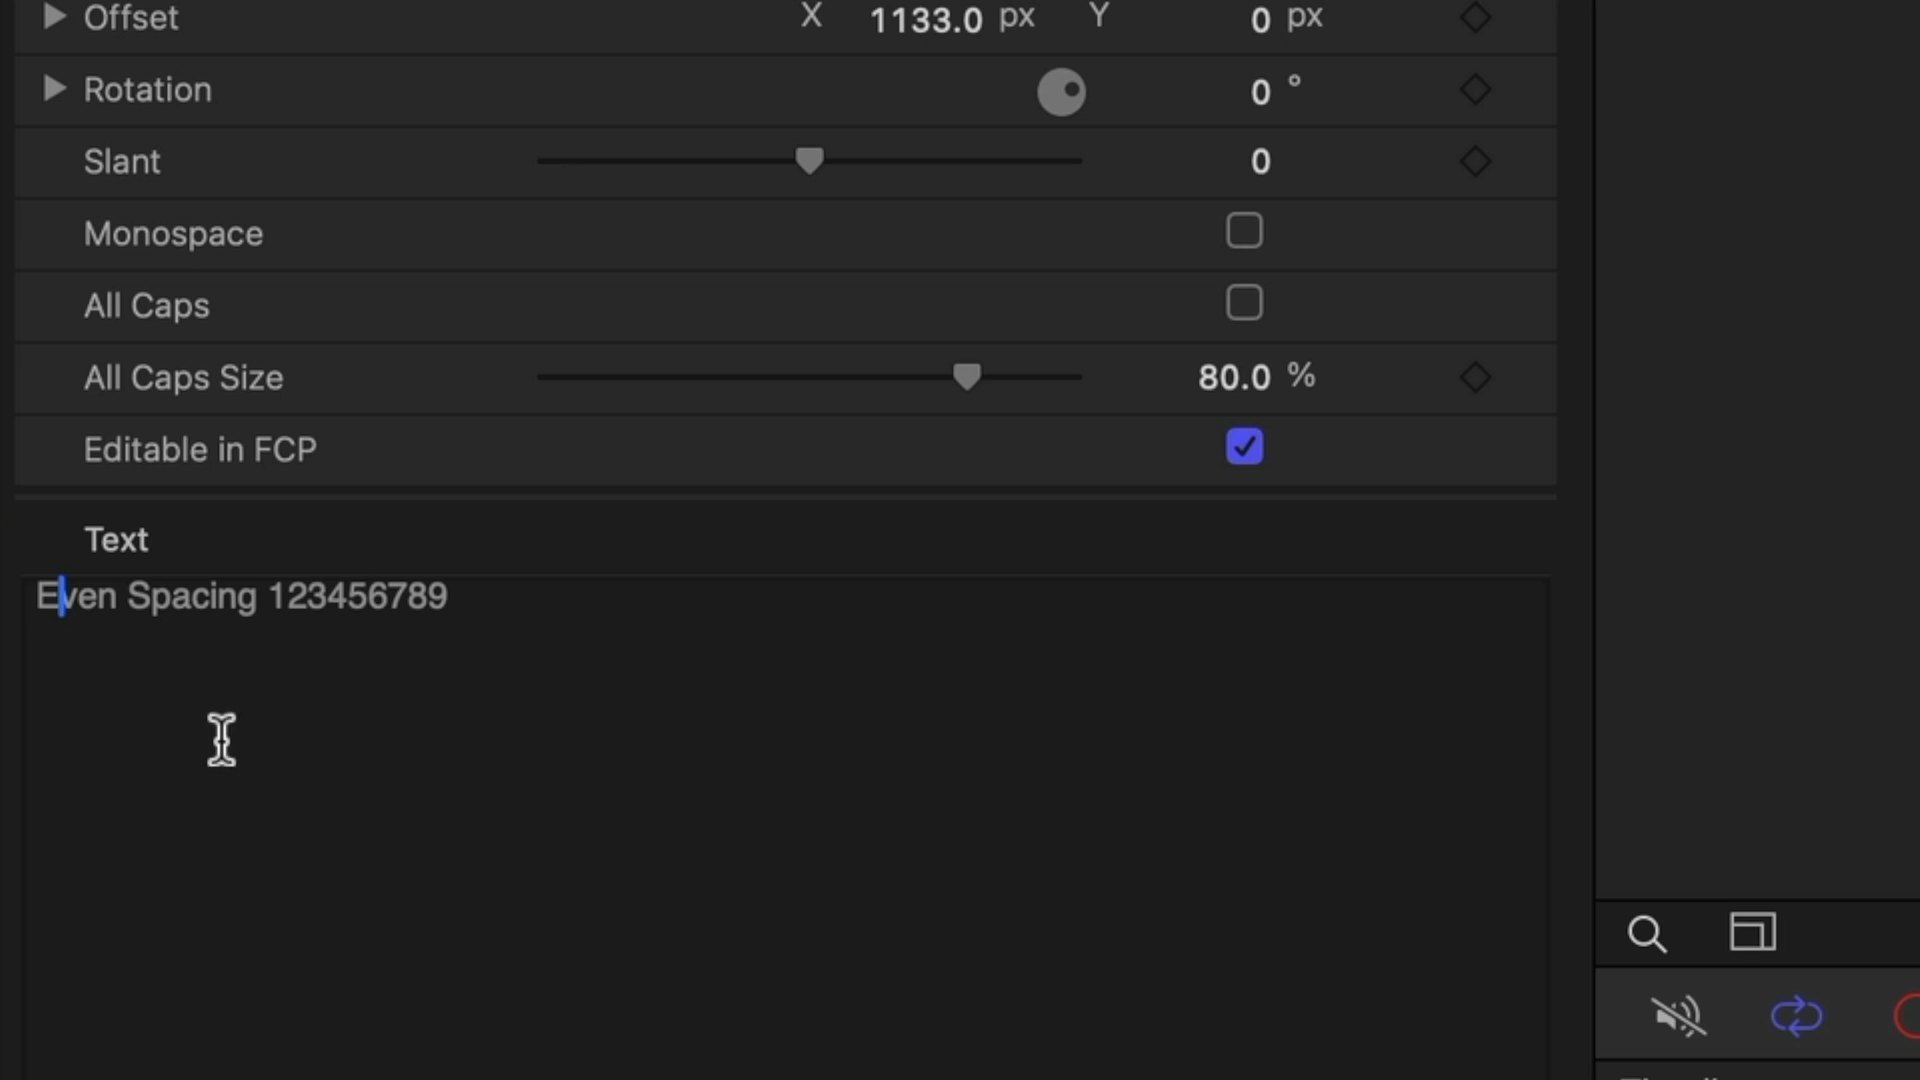 Offset X 1133.0 px Y 0 px
Rotation 0 °
Slant 0
Monospace
All Caps
All Caps Size 80.0 %
Editable in FCP
Text
Even Spacing 123456789